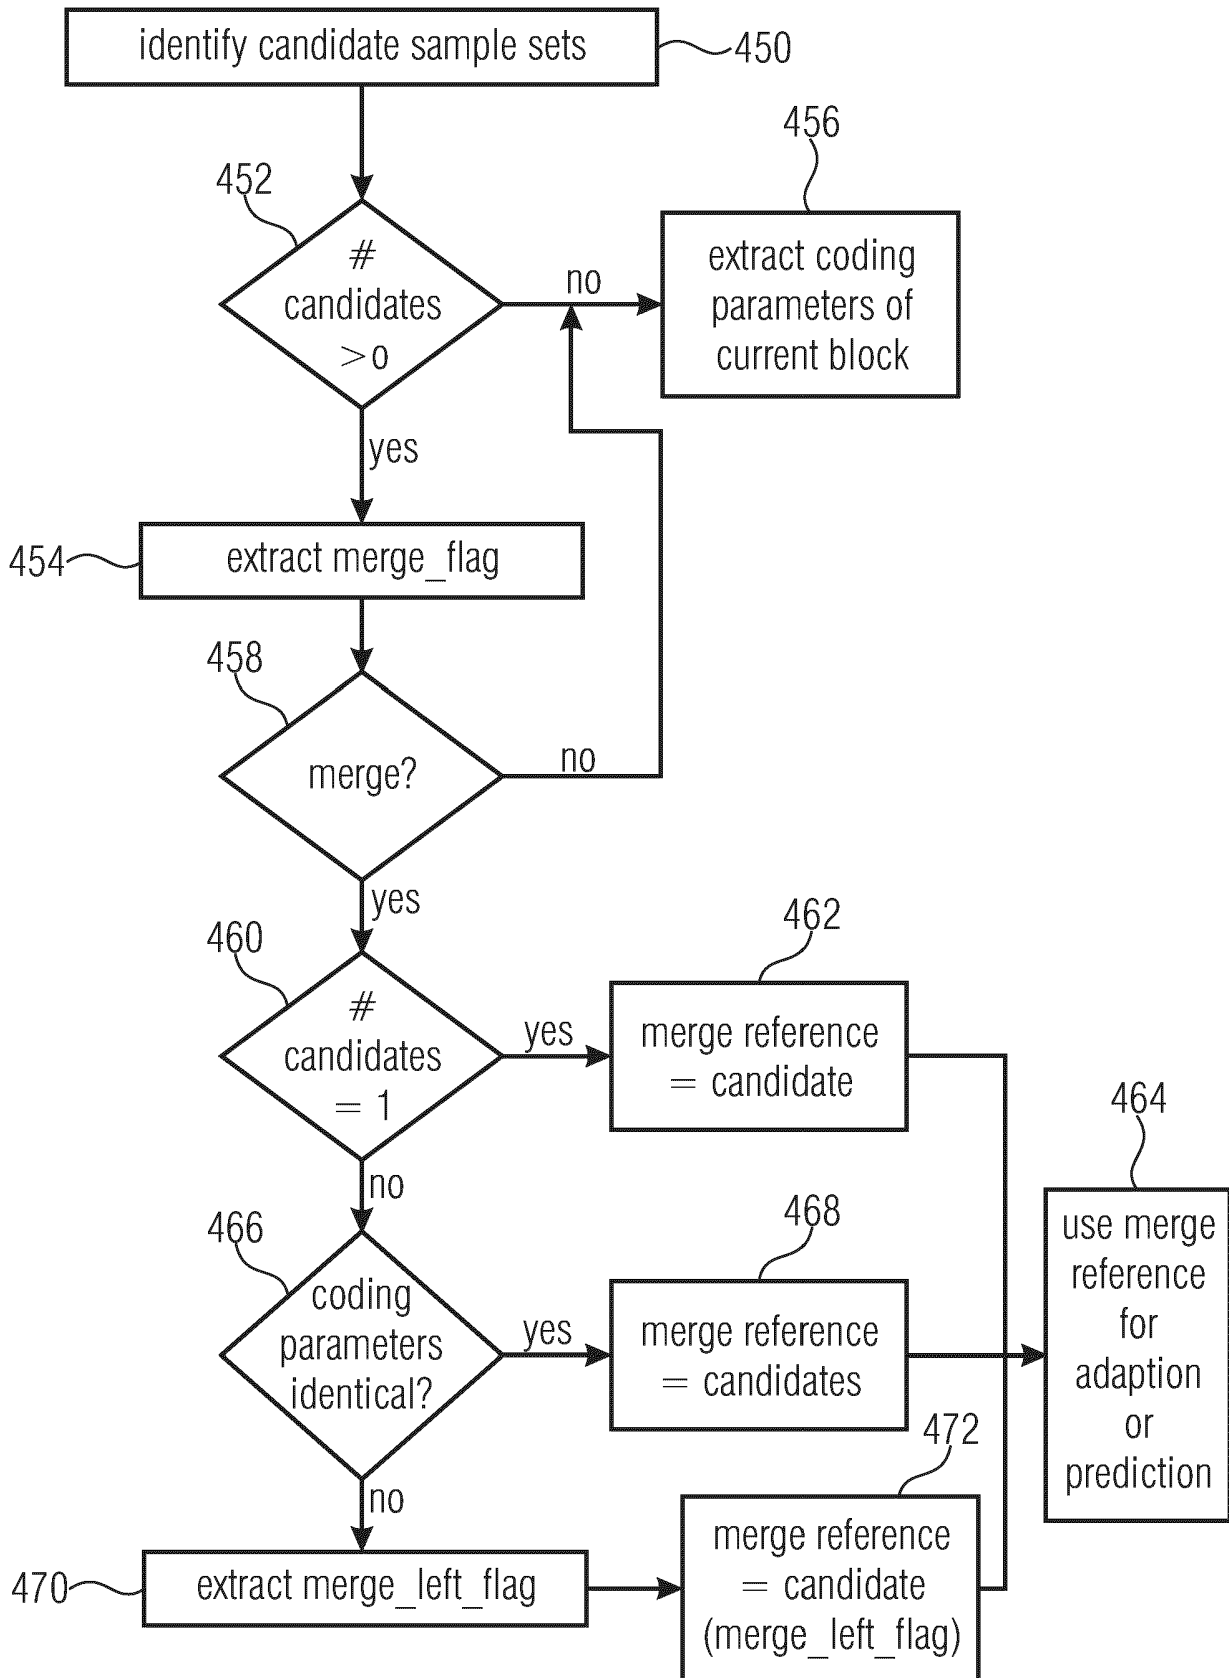 identify candidate sample sets
450
456
452
#
candidates
>o
no
extract coding
parameters of
current block
yes
454
extract merge_flag
458
merge?
no
yes
460
#
candidates
= 1
yes
462
merge reference
= candidate
464
use merge
reference
for
adaption
or
prediction
no
466
coding
parameters
identical?
yes
468
merge reference
= candidates
no
470
extract merge_left_flag
472
merge reference
= candidate
(merge_left_flag)